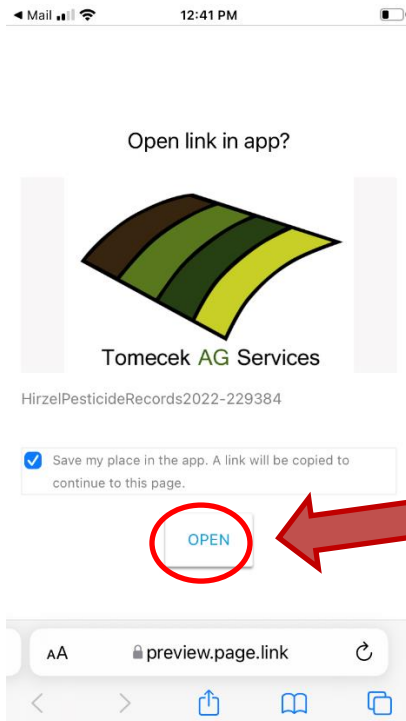 ◀ Mail
12:41 PM
Open link in app?
Tomecek AG Services
HirzelPesticideRecords2022-229384
Save my place in the app. A link will be copied to
continue to this page.
OPEN
AA
preview.page.link